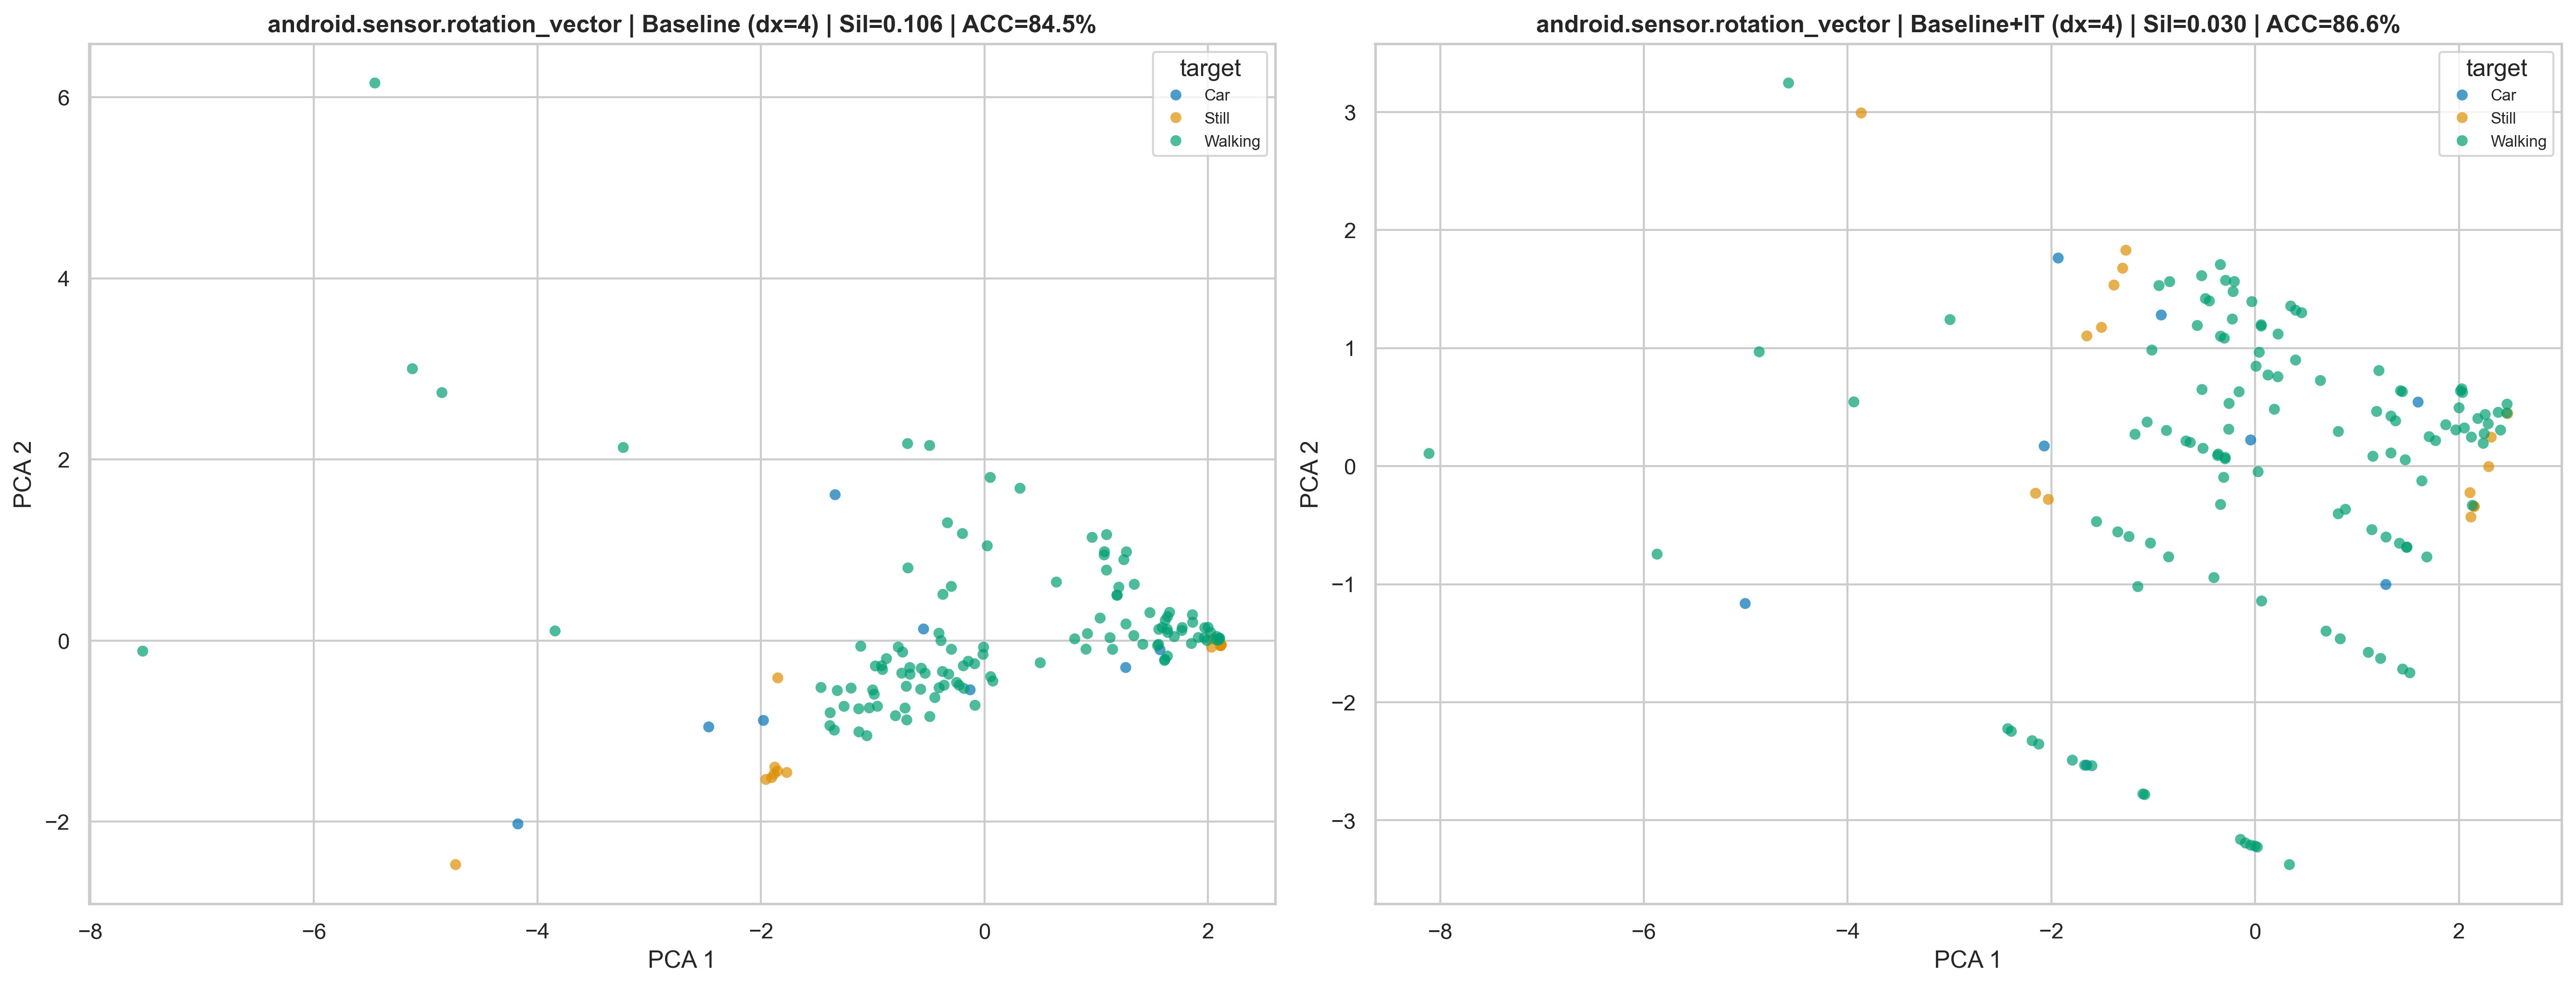 android.sensor.rotation_vector | Baseline (dx=4) | Sil=0.106 | ACC=84.5%
target
Car
Still
Walking
6
4
2
0
−2
PCA 2
−8 −6 −4 −2 0 2
PCA 1
android.sensor.rotation_vector | Baseline+IT (dx=4) | Sil=0.030 | ACC=86.6%
target
Car
Still
Walking
3
2
1
0
−1
−2
−3
PCA 2
−8 −6 −4 −2 0 2
PCA 1